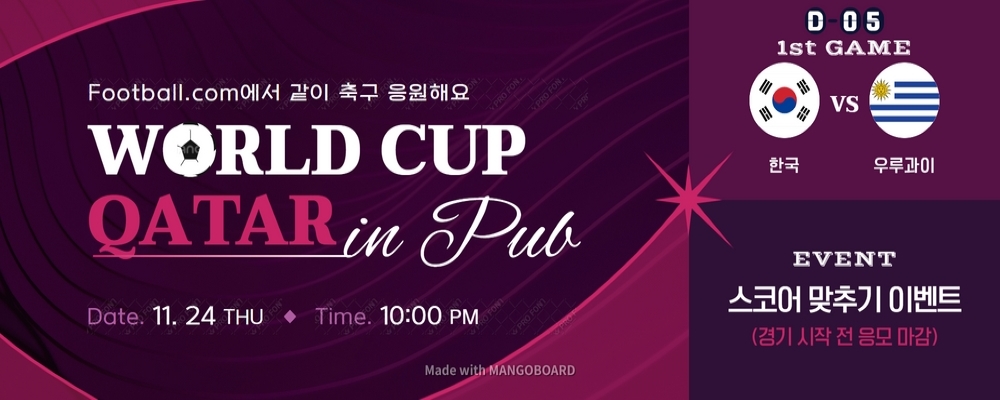 Football.com에서 같이 축구 응원해요
WORLD CUP
QATAR in Pub
Date. 11. 24 THU ◆ Time. 10:00 PM
Made with MANGOBOARD
D-05
1st GAME
VS
한국 우루과이
EVENT
스코어 맞추기 이벤트
(경기 시작 전 응모 마감)